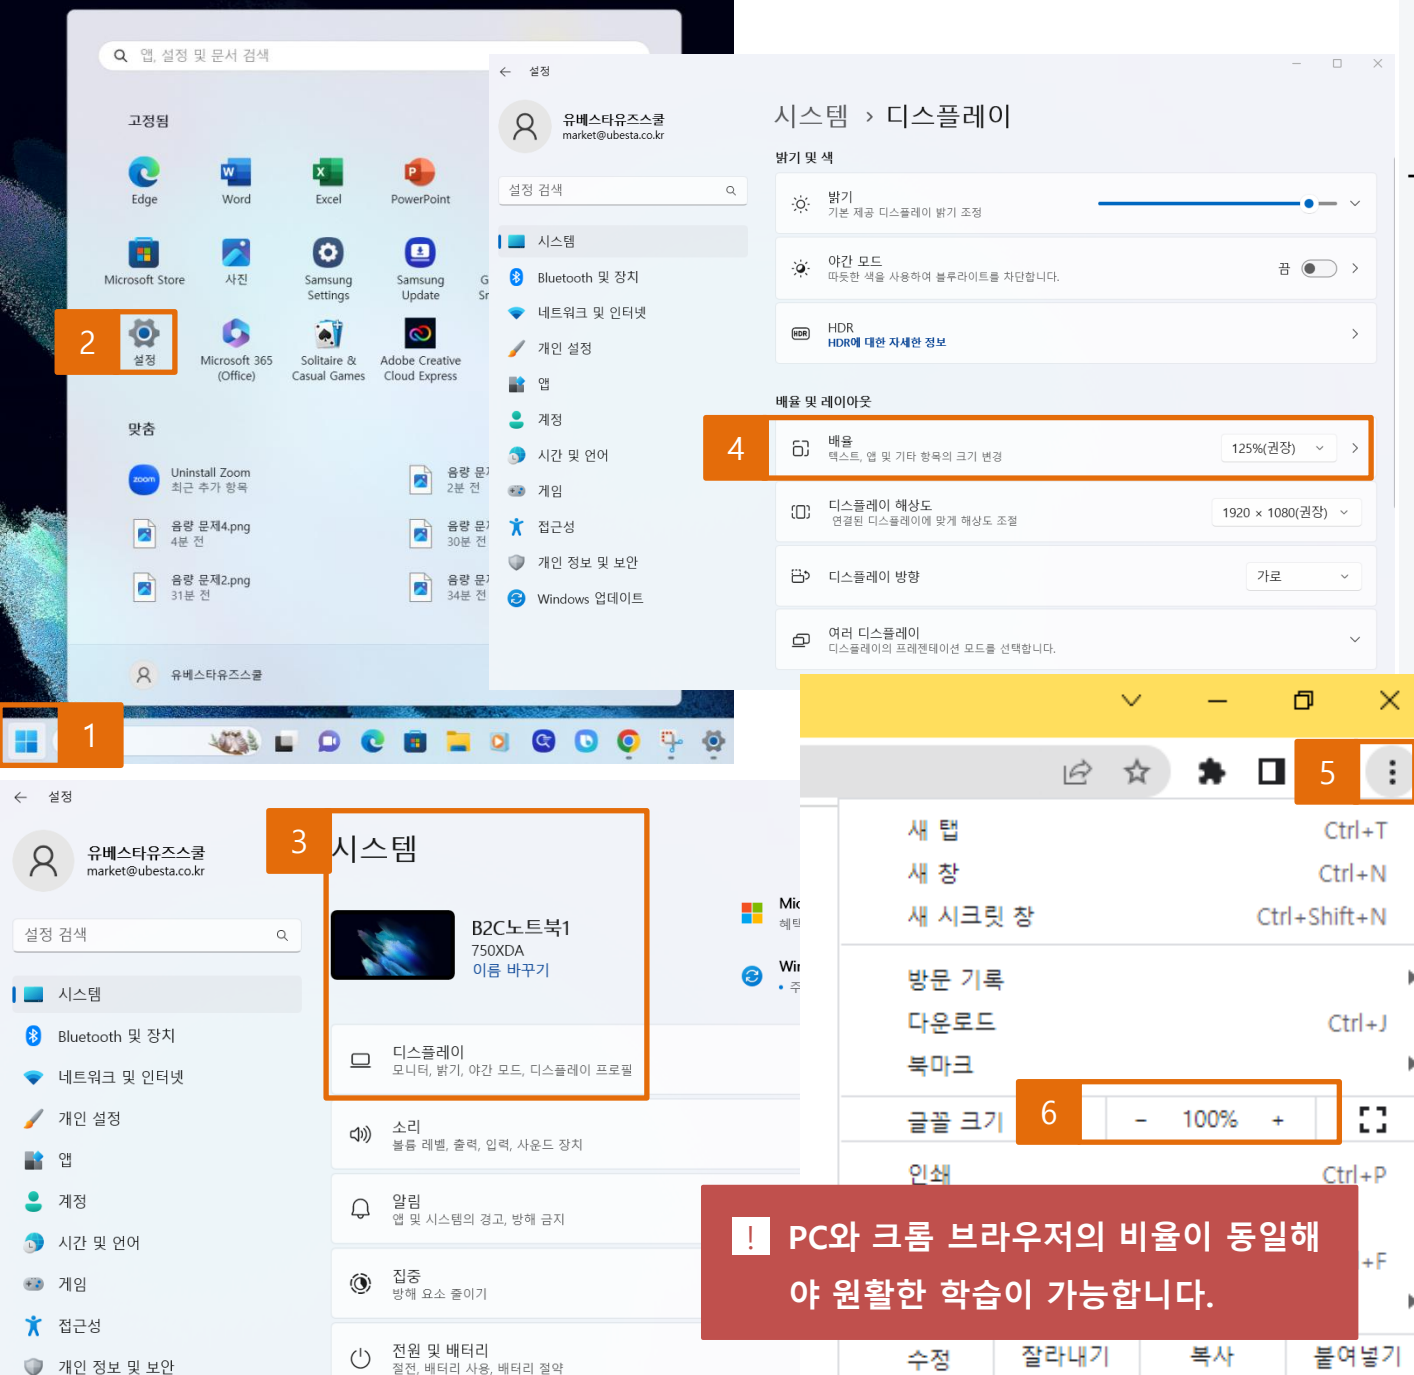 앱, 설정 및 문서 검색
고정됨
Edge
Word
Excel
PowerPoint
Microsoft Store
사진
Samsung Settings
Samsung Update
2
설정
Microsoft 365 (Office)
Solitaire & Casual Games
Adobe Creative Cloud Express
맞춤
Uninstall Zoom
최근 추가 항목
음량 문제4.png
4분 전
음량 문제2.png
31분 전
음량
2분 전
음량
30분 전
음량
34분 전
유베스타유즈스쿨
1
설정
유베스타유즈스쿨
market@ubesta.co.kr
설정 검색
시스템
Bluetooth 및 장치
네트워크 및 인터넷
개인 설정
앱
계정
시간 및 언어
게임
접근성
개인 정보 및 보안
Windows 업데이트
시스템 > 디스플레이
밝기 및 색
밝기
기본 제공 디스플레이 밝기 조정
야간 모드
따뜻한 색을 사용하여 블루라이트를 차단합니다.
끔
HDR
HDR
HDR에 대한 자세한 정보
배율 및 레이아웃
4
배율
텍스트, 앱 및 기타 항목의 크기 변경
125%(권장)
디스플레이 해상도
연결된 디스플레이에 맞게 해상도 조절
1920 × 1080(권장)
디스플레이 방향
가로
여러 디스플레이
디스플레이의 프레젠테이션 모드를 선택합니다.
설정
유베스타유즈스쿨
market@ubesta.co.kr
설정 검색
시스템
Bluetooth 및 장치
네트워크 및 인터넷
개인 설정
앱
계정
시간 및 언어
게임
접근성
개인 정보 및 보안
3
시스템
B2C노트북1
750XDA
이름 바꾸기
디스플레이
모니터, 밝기, 야간 모드, 디스플레이 프로필
소리
볼륨 레벨, 출력, 입력, 사운드 장치
알림
앱 및 시스템의 경고, 방해 금지
집중
방해 요소 줄이기
전원 및 배터리
절전, 배터리 사용, 배터리 절약
5
새 탭 Ctrl+T
새 창 Ctrl+N
새 시크릿 창 Ctrl+Shift+N
방문 기록
다운로드 Ctrl+J
북마크
글꼴 크기
6
- 100% +
인쇄 Ctrl+P
+F
! PC와 크롬 브라우저의 비율이 동일해
야 원활한 학습이 가능합니다.
수정 잘라내기 복사 붙여넣기